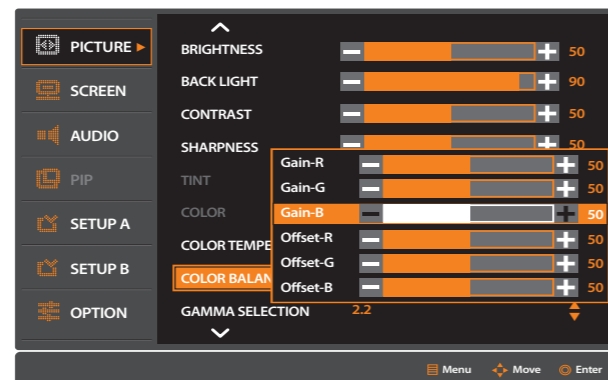 PICTURE
SCREEN
AUDIO
PIP
SETUP A
SETUP B
OPTION
BRIGHTNESS 50
BACK LIGHT 90
CONTRAST 50
SHARPNESS 50
TINT
COLOR
COLOR TEMPE
COLOR BALAN
GAMMA SELECTION 2.2
Gain-R 50
Gain-G 50
Gain-B 50
Offset-R 50
Offset-G 50
Offset-B 50
Menu Move Enter